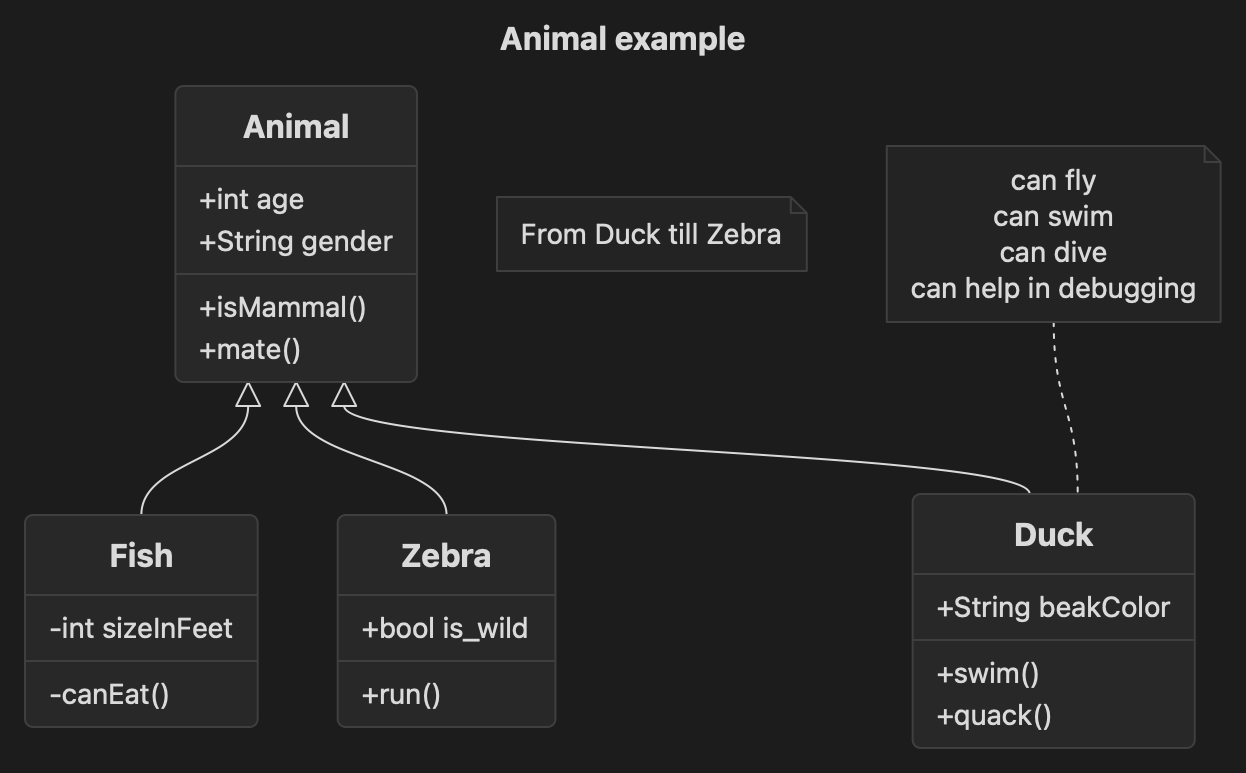 Animal example
Animal
+int age
+String gender
+isMammal()
+mate()
From Duck till Zebra
can fly
can swim
can dive
can help in debugging
Fish
-int sizeInFeet
-canEat()
Zebra
+bool is_wild
+run()
Duck
+String beakColor
+swim()
+quack()